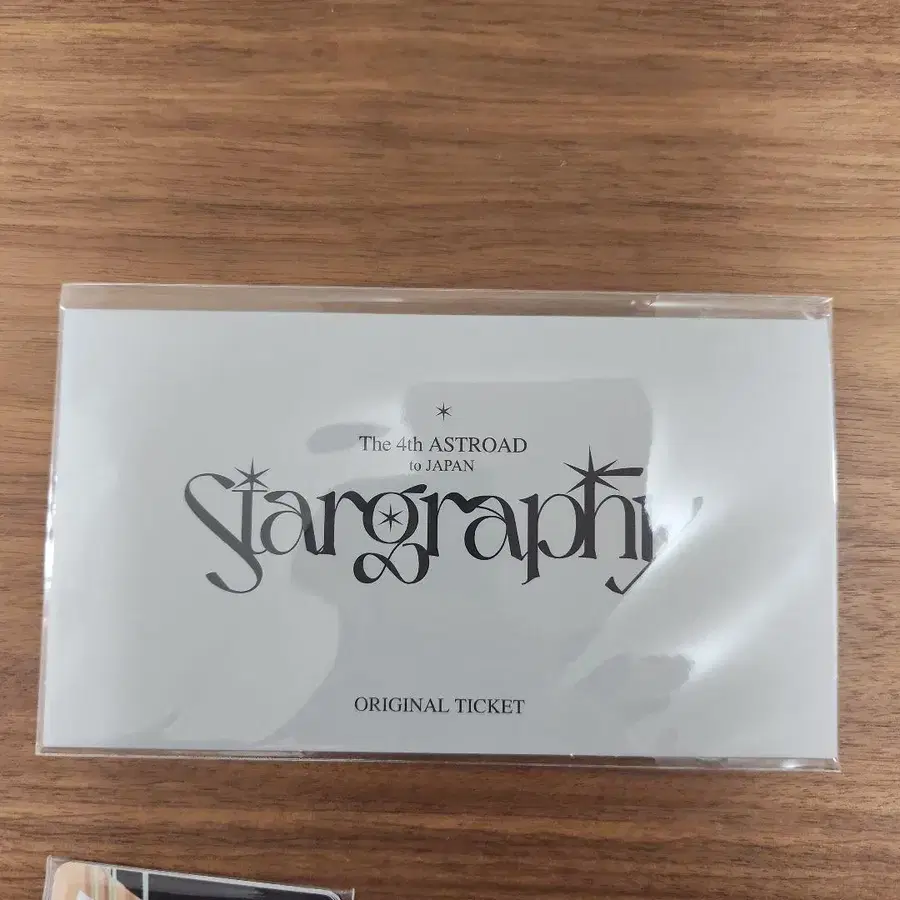 The 4th ASTROAD
to JAPAN
Stargraphy
ORIGINAL TICKET